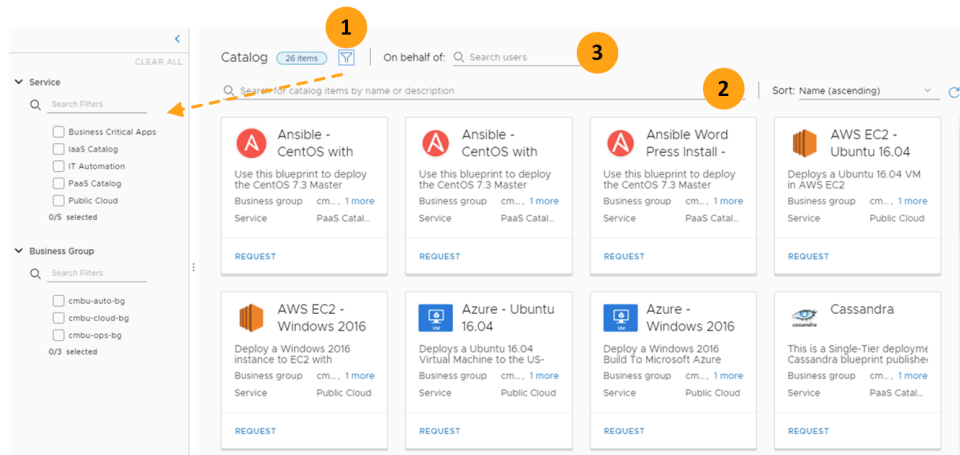 1
CLEAR ALL
Service
Search Filters
Business Critical Apps
IaaS Catalog
IT Automation
PaaS Catalog
Public Cloud
0/5 selected
Business Group
Search Filters
cmbu-auto-bg
cmbu-cloud-bg
cmbu-ops-bg
0/3 selected
Catalog 26 items On behalf of: Search users 3
Search for catalog items by name or description 2 Sort: Name (ascending)
Ansible -
CentOS with
Use this blueprint to deploy
the CentOS 7.3 Master
Business group cm..., 1 more
Service PaaS Catal...
REQUEST
Ansible -
CentOS with
Use this blueprint to deploy
the CentOS 7.3 Master
Business group cm..., 1 more
Service PaaS Catal...
REQUEST
Ansible Word
Press Install -
Use this blueprint to deploy
the CentOS 7.3 Master
Business group cm..., 1 more
Service PaaS Catal...
REQUEST
AWS EC2 -
Ubuntu 16.04
Deploys a Ubuntu 16.04 VM
in AWS EC2
Business group cm..., 1 more
Service Public Cloud
REQUEST
AWS EC2 -
Windows 2016
Deploy a Windows 2016
instance to EC2 with
Business group cm..., 1 more
Service Public Cloud
REQUEST
VM
Azure - Ubuntu
16.04
Deploys a Ubuntu 16.04
Virtual Machine to the US-
Business group cm..., 1 more
Service Public Cloud
REQUEST
VM
Azure -
Windows 2016
Deploy a Windows 2016
Build To Microsoft Azure
Business group cm..., 1 more
Service Public Cloud
REQUEST
cassandra
Cassandra
This is a Single-Tier deployme
Cassandra blueprint publishe
Business group cm..., 1 more
Service PaaS Catal...
REQUEST